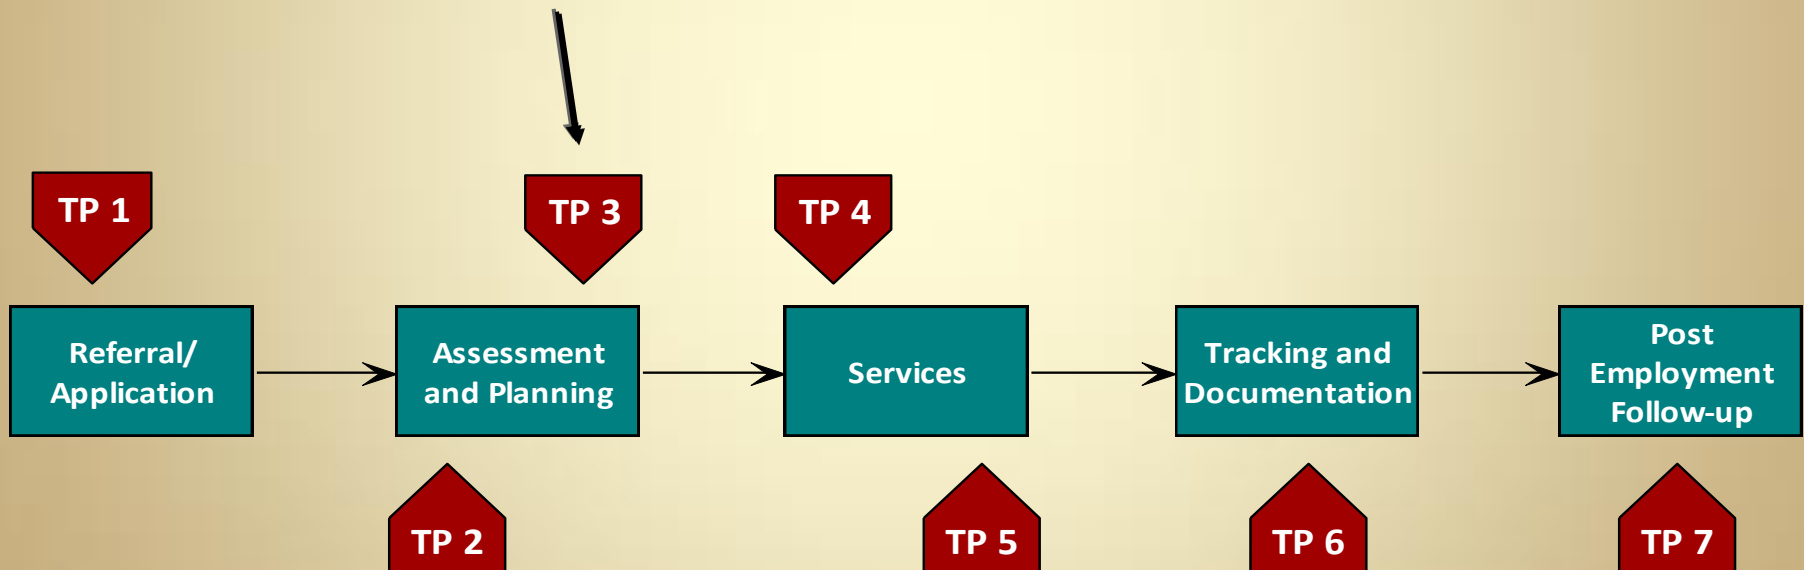 TP 1
TP 3
TP 4
Referral/
Application
Assessment
and Planning
Services
Tracking and
Documentation
Post
Employment
Follow-up
TP 2
TP 5
TP 6
TP 7